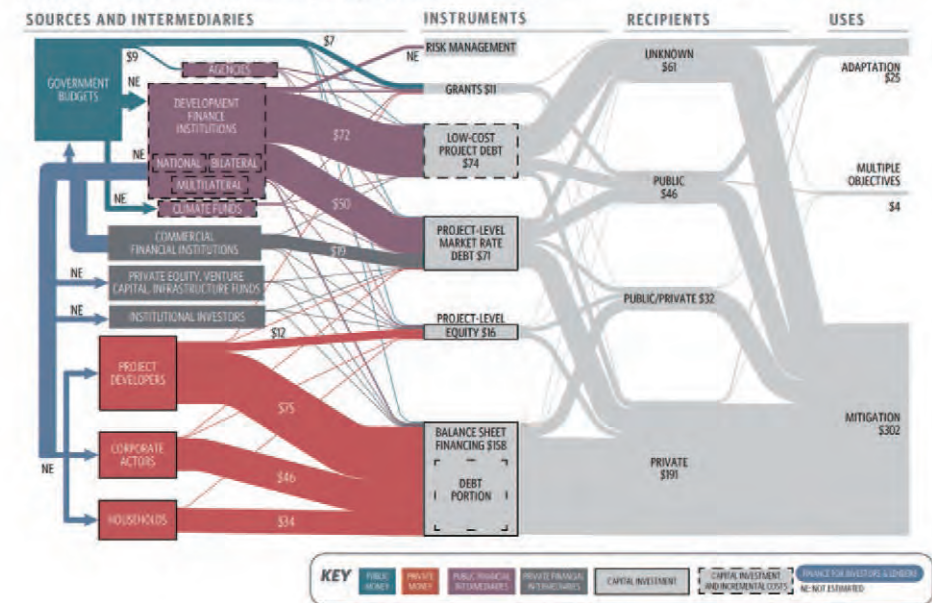 SOURCES AND INTERMEDIARIES
INSTRUMENTS
RECIPIENTS
USES
$7
$9
NE
RISK MANAGEMENT
NE
AGENCIES
GOVERNMENT
BUDGETS
NE
DEVELOPMENT
FINANCE
INSTITUTIONS
NE
NATIONAL
BILATERAL
MULTILATERAL
NE
CLIMATE FUNDS
$72
$50
COMMERCIAL
FINANCIAL INSTITUTIONS
$19
NE
PRIVATE EQUITY, VENTURE
CAPITAL, INFRASTRUCTURE FUNDS
NE
INSTITUTIONAL INVESTORS
$12
PROJECT
DEVELOPERS
$75
CORPORATE
ACTORS
NE
$46
HOUSEHOLDS
$34
GRANTS $11
LOW-COST
PROJECT DEBT
$74
PROJECT-LEVEL
MARKET RATE
DEBT $71
PROJECT-LEVEL
EQUITY $16
BALANCE SHEET
FINANCING $158
DEBT
PORTION
UNKNOWN
$61
PUBLIC
$46
PUBLIC/PRIVATE $32
PRIVATE
$191
ADAPTATION
$25
MULTIPLE
OBJECTIVES
$4
MITIGATION
$302
KEY
PUBLIC
MONEY
PRIVATE
MONEY
PUBLIC FINANCIAL
INTERMEDIARIES
PRIVATE FINANCIAL
INTERMEDIARIES
CAPITAL INVESTMENT
CAPITAL INVESTMENT
AND INCREMENTAL COSTS
FINANCE FOR INVESTORS & LENDERS
NE: NOT ESTIMATED